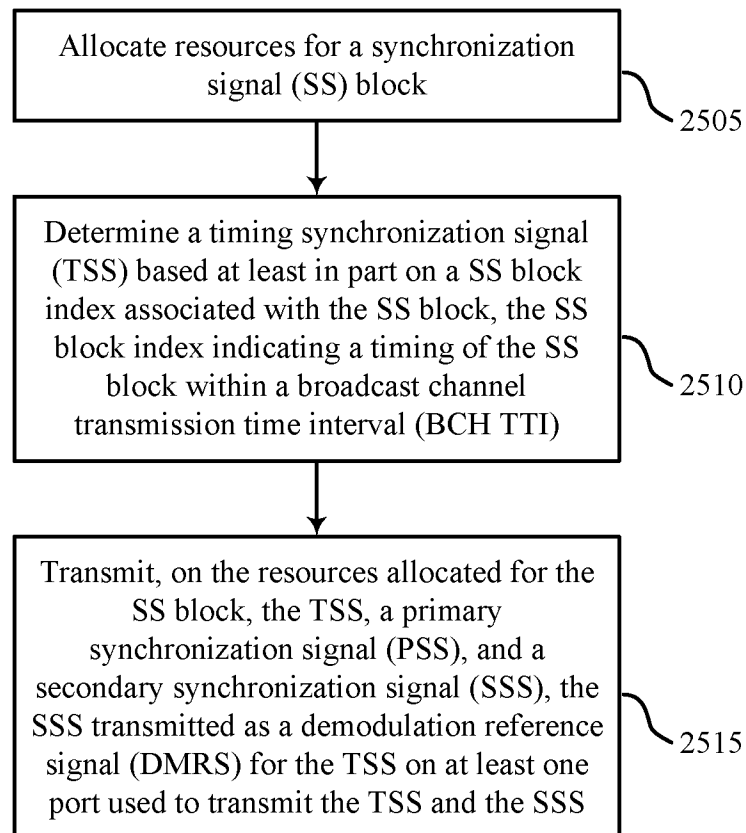 Allocate resources for a synchronization
signal (SS) block
2505
Determine a timing synchronization signal
(TSS) based at least in part on a SS block
index associated with the SS block, the SS
block index indicating a timing of the SS
block within a broadcast channel
transmission time interval (BCH TTI)
2510
Transmit, on the resources allocated for the
SS block, the TSS, a primary
synchronization signal (PSS), and a
secondary synchronization signal (SSS), the
SSS transmitted as a demodulation reference
signal (DMRS) for the TSS on at least one
port used to transmit the TSS and the SSS
2515